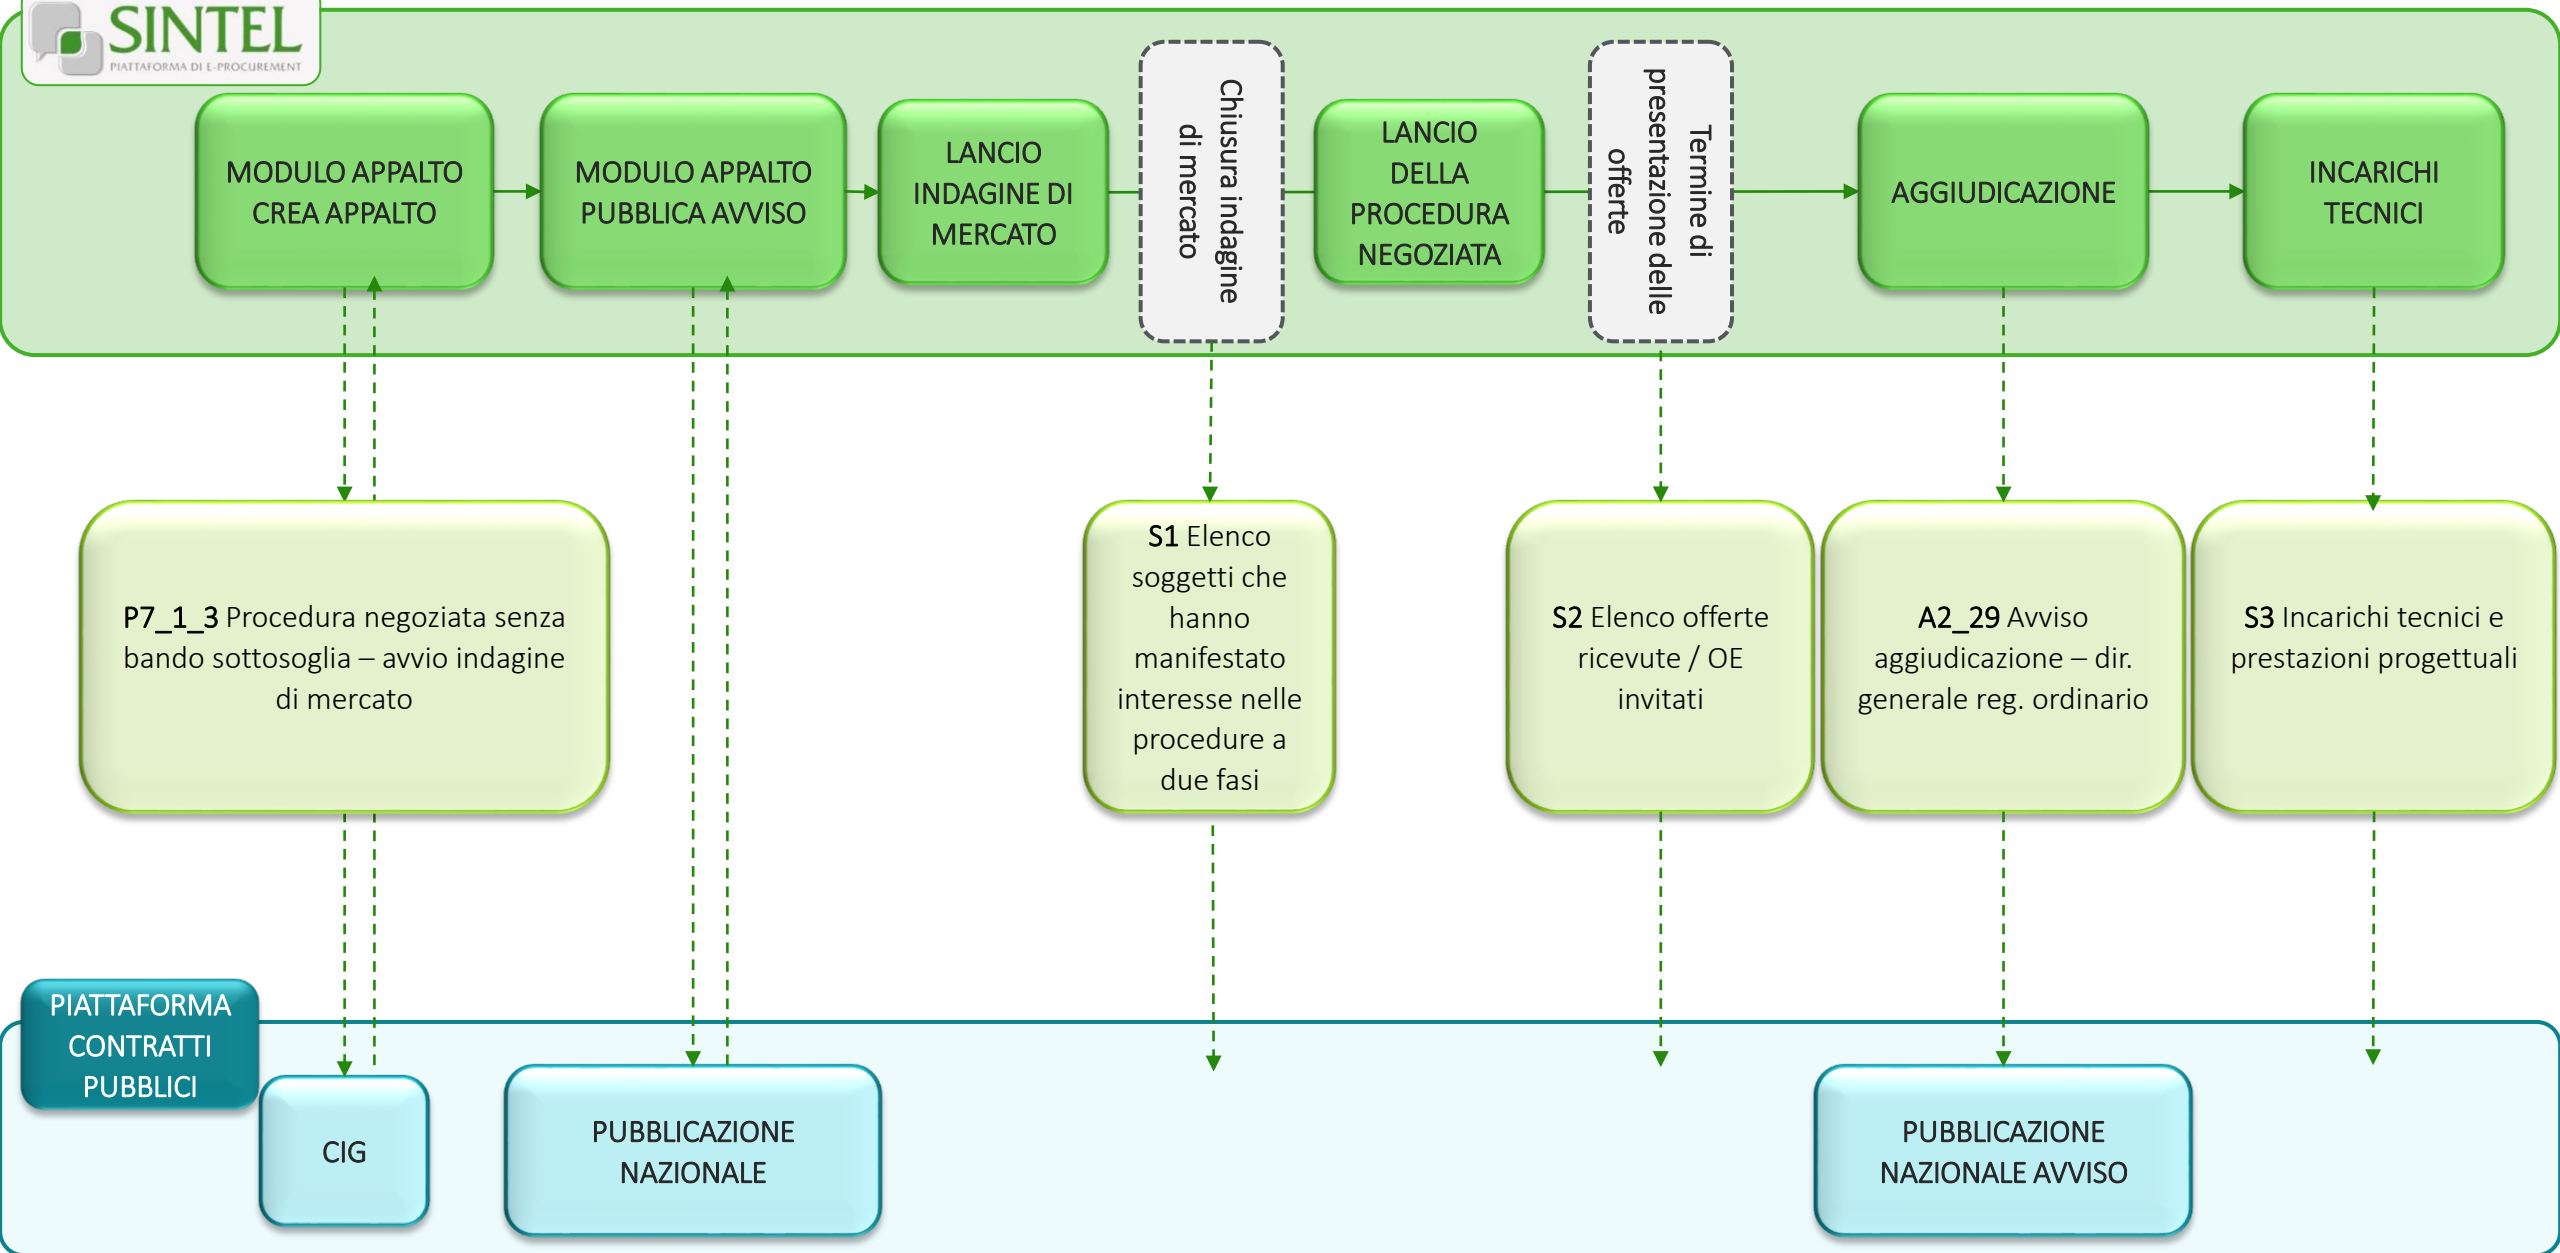 SINTEL
PIATTAFORMA DI E-PROCUREMENT
MODULO APPALTO
CREA APPALTO
MODULO APPALTO
PUBBLICA AVVISO
LANCIO
INDAGINE DI
MERCATO
Chiusura indagine
di mercato
LANCIO
DELLA
PROCEDURA
NEGOZIATA
Termine di
presentazione delle
offerte
AGGIUDICAZIONE
INCARICHI
TECNICI
P7_1_3 Procedura negoziata senza
bando sottosoglia – avvio indagine
di mercato
S1 Elenco
soggetti che
hanno
manifestato
interesse nelle
procedure a
due fasi
S2 Elenco offerte
ricevute / OE
invitati
A2_29 Avviso
aggiudicazione – dir.
generale reg. ordinario
S3 Incarichi tecnici e
prestazioni progettuali
PIATTAFORMA
CONTRATTI
PUBBLICI
CIG
PUBBLICAZIONE
NAZIONALE
PUBBLICAZIONE
NAZIONALE AVVISO